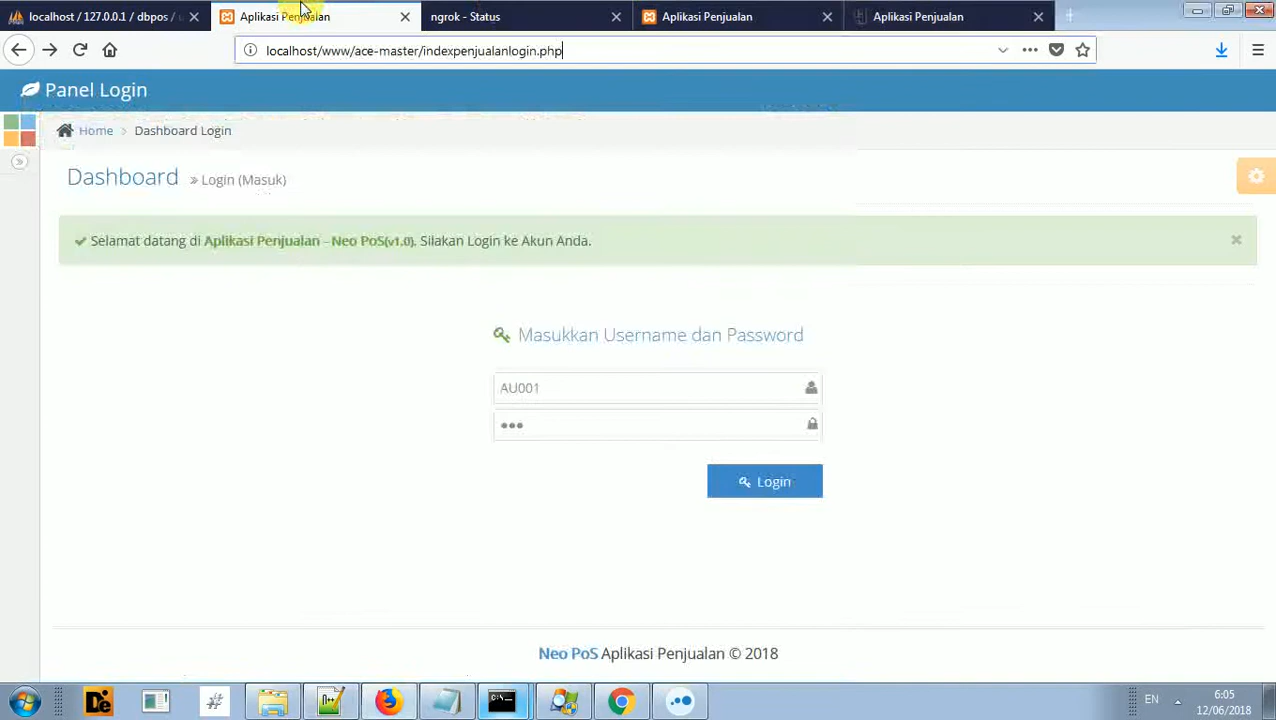 localhost / 127.0.0.1 / dbpos / u
Aplikasi Penjualan
ngrok - Status
Aplikasi Penjualan
Aplikasi Penjualan
localhost/www/ace-master/indexpenjualanlogin.php
Panel Login
Home
Dashboard Login
Dashboard
» Login (Masuk)
Selamat datang di Aplikasi Penjualan - Neo PoS(v1.0), Silakan Login ke Akun Anda.
Masukkan Username dan Password
AU001
•••
Login
Neo PoS Aplikasi Penjualan © 2018
De
#
C:\
EN
6:05
12/06/2018